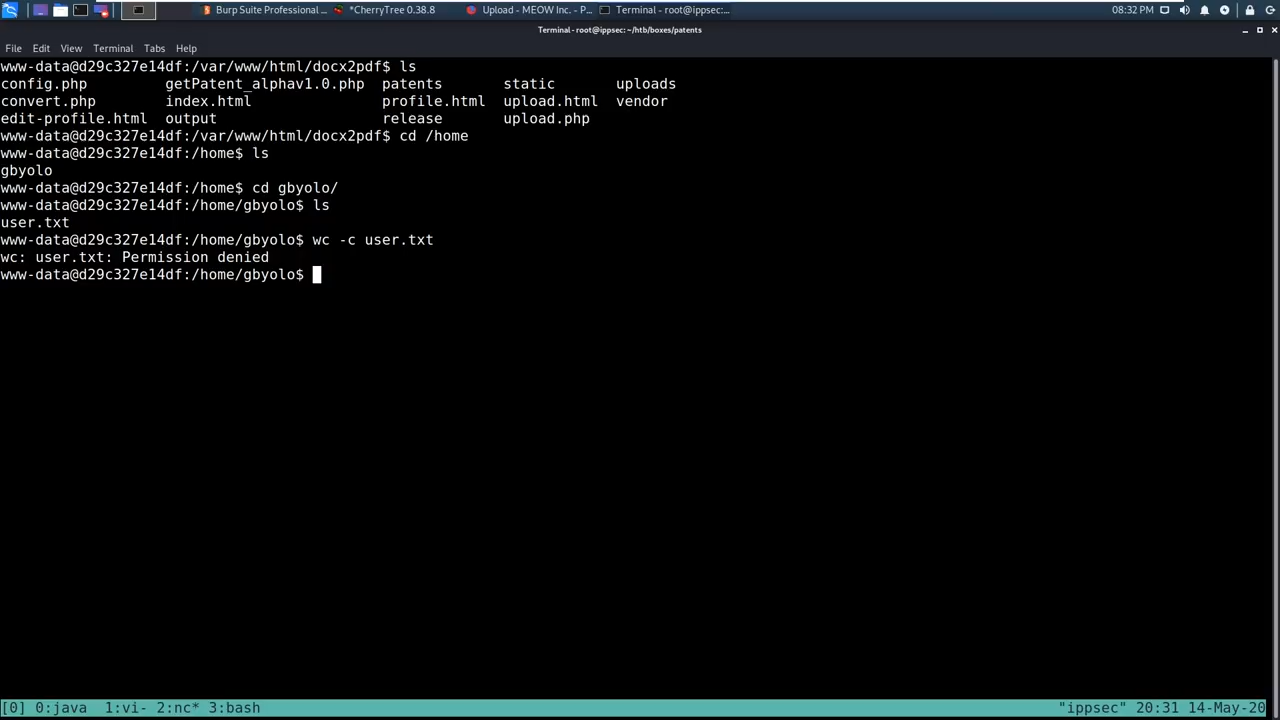 Burp Suite Professional ... *CherryTree 0.38.8 Upload - MEOW Inc. - P... Terminal - root@ippsec:... 08:32 PM
Terminal - root@ippsec: ~/htb/boxes/patents
File Edit View Terminal Tabs Help
www-data@d29c327e14df:/var/www/html/docx2pdf$ ls
config.php getPatent_alphav1.0.php patents static uploads
convert.php index.html profile.html upload.html vendor
edit-profile.html output release upload.php
www-data@d29c327e14df:/var/www/html/docx2pdf$ cd /home
www-data@d29c327e14df:/home$ ls
gbyolo
www-data@d29c327e14df:/home$ cd gbyolo/
www-data@d29c327e14df:/home/gbyolo$ ls
user.txt
www-data@d29c327e14df:/home/gbyolo$ wc -c user.txt
wc: user.txt: Permission denied
www-data@d29c327e14df:/home/gbyolo$
[0] 0:java 1:vi- 2:nc* 3:bash "ippsec" 20:31 14-May-20